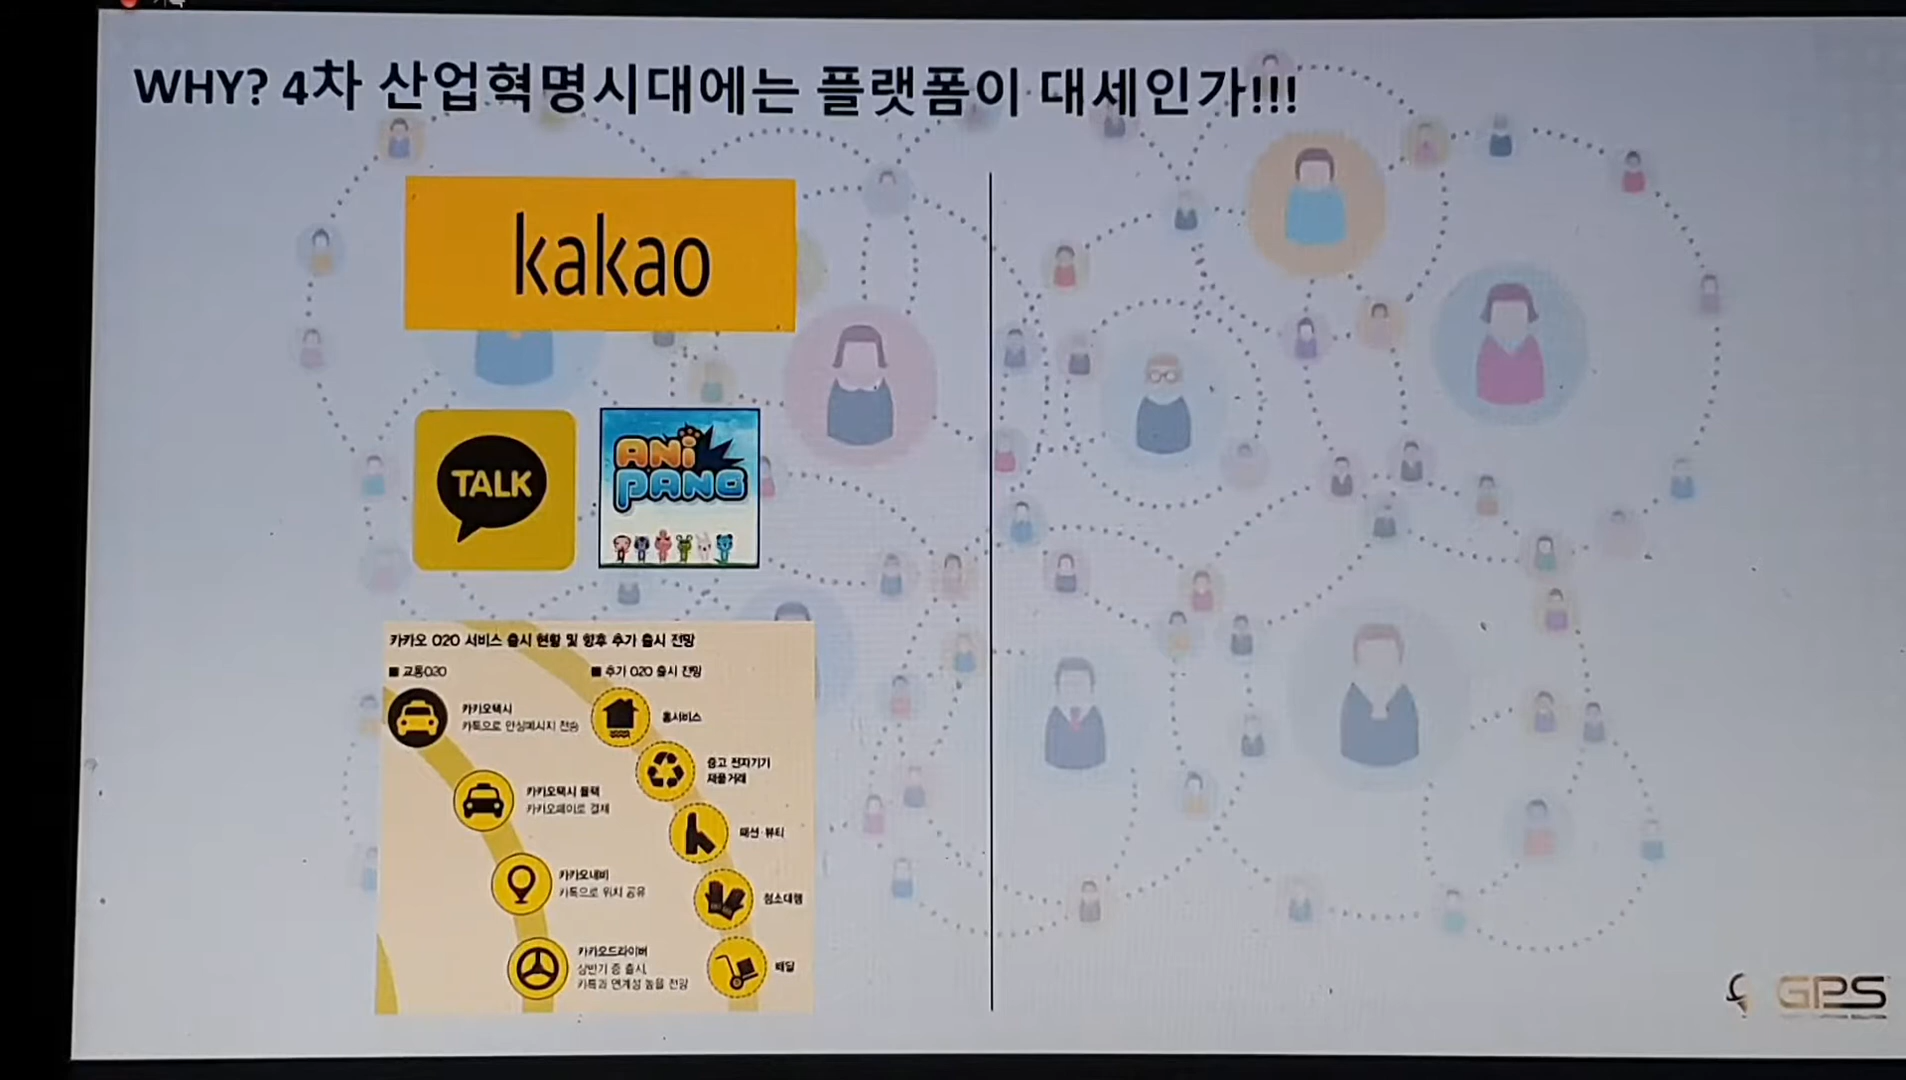 WHY? 4차 산업혁명시대에는 플랫폼이 대세인가!!!
kakao
TALK
ANi
PANG
카카오 O2O 서비스 출시 현황 및 향후 추가 출시 전망
■ 교통O2O
카카오택시
카톡으로 안심메시지 전송
카카오택시 블랙
카카오페이로 결제
카카오내비
카톡으로 위치 공유
카카오드라이버
상반기 중 출시,
카톡과 연계성 높을 전망
■ 추가 O2O 출시 전망
홈서비스
중고 전자기기
제품거래
패션·뷰티
청소대행
배달
GPS